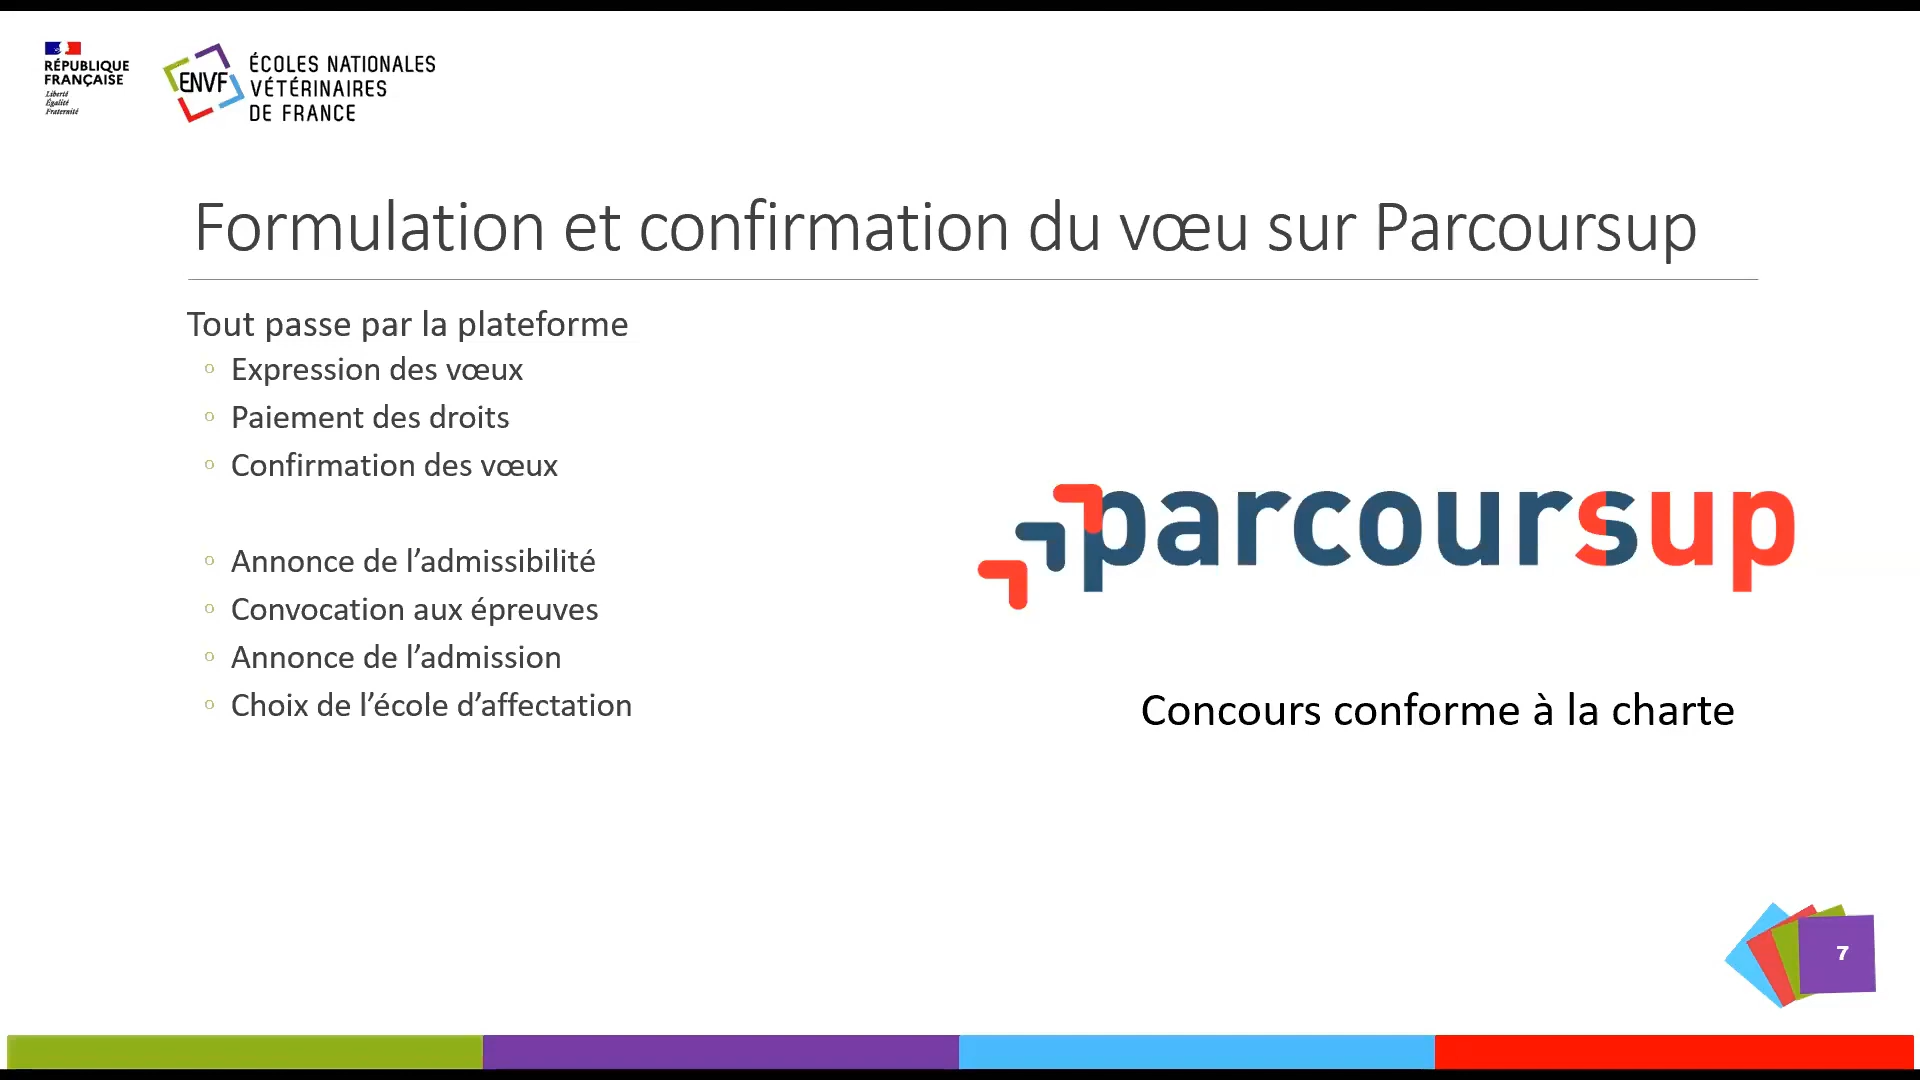 RÉPUBLIQUE
FRANÇAISE
Liberté
Égalité
Fraternité
ENVF
ÉCOLES NATIONALES
VÉTÉRINAIRES
DE FRANCE
Formulation et confirmation du vœu sur Parcoursup
Tout passe par la plateforme
Expression des vœux
Paiement des droits
Confirmation des vœux
Annonce de l’admissibilité
Convocation aux épreuves
Annonce de l’admission
Choix de l’école d’affectation
parcoursup
Concours conforme à la charte
7